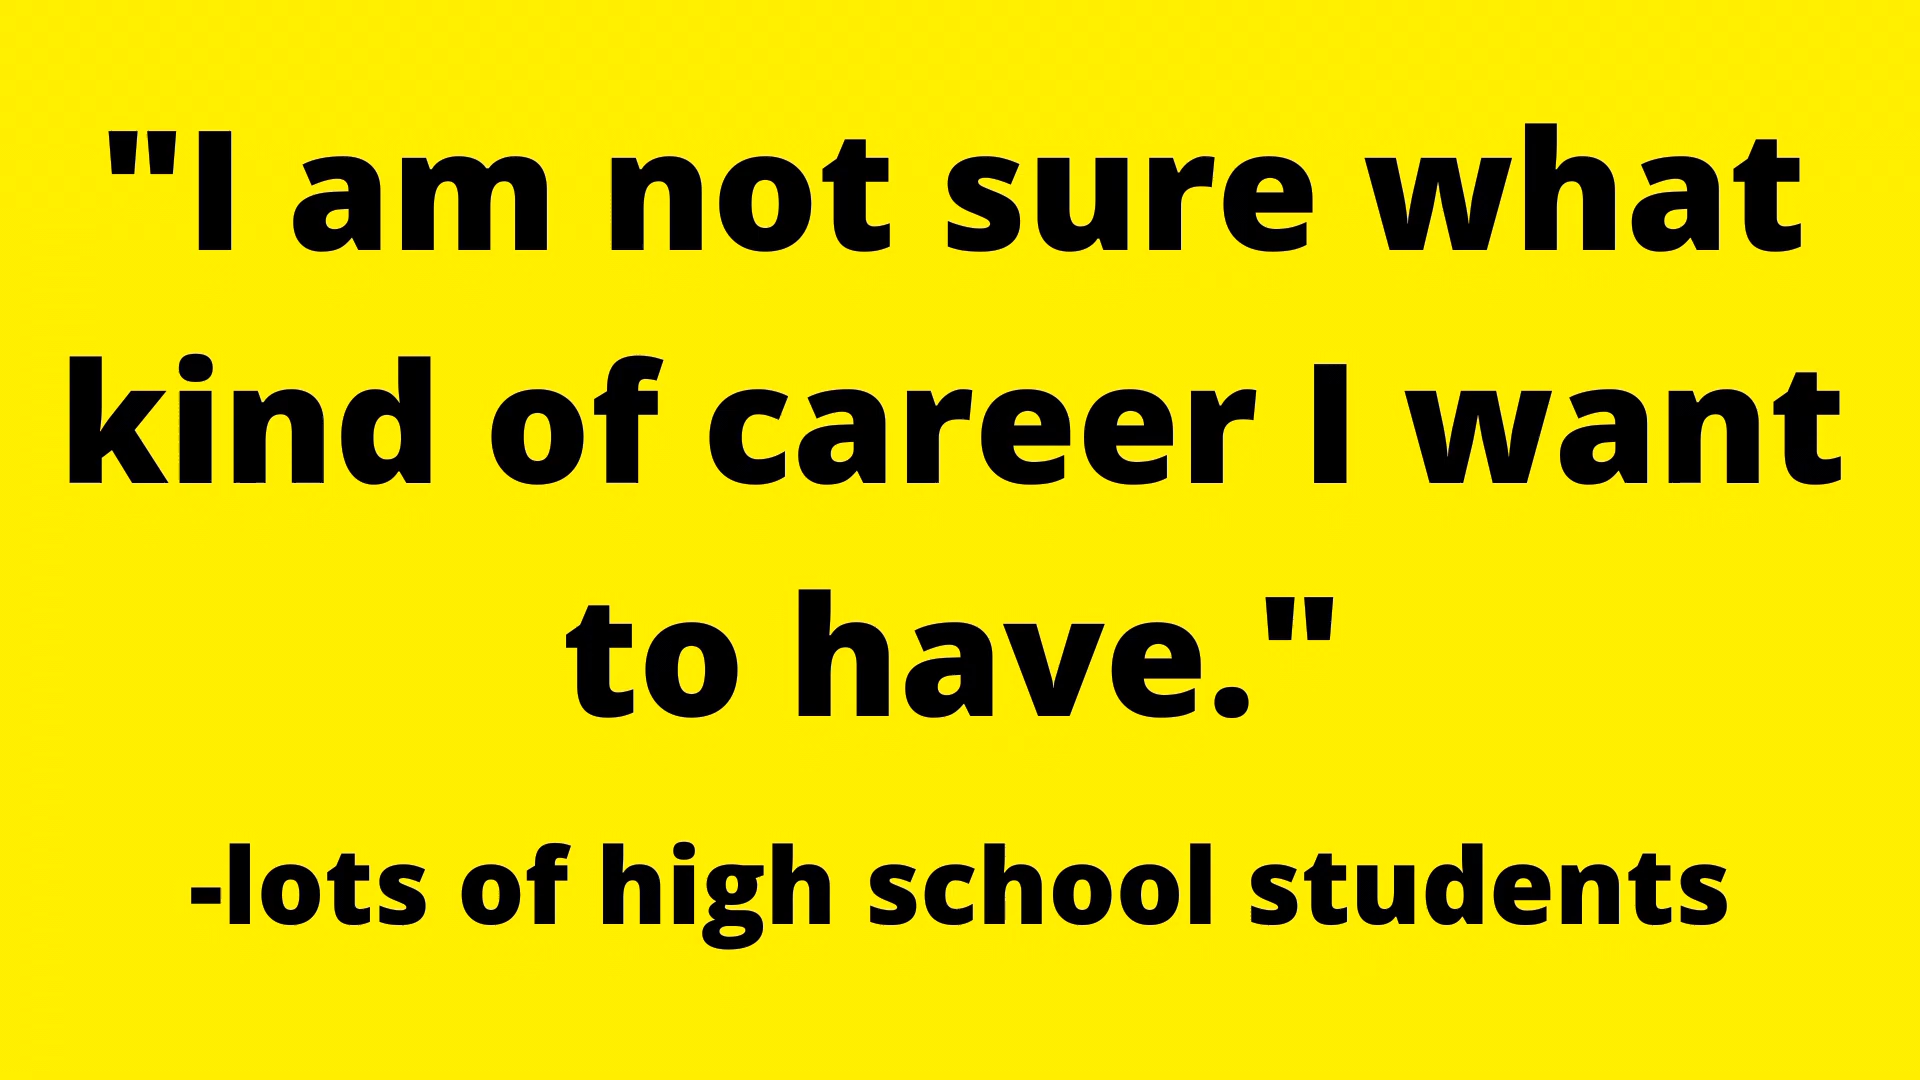 "I am not sure what
kind of career I want
to have."
-lots of high school students